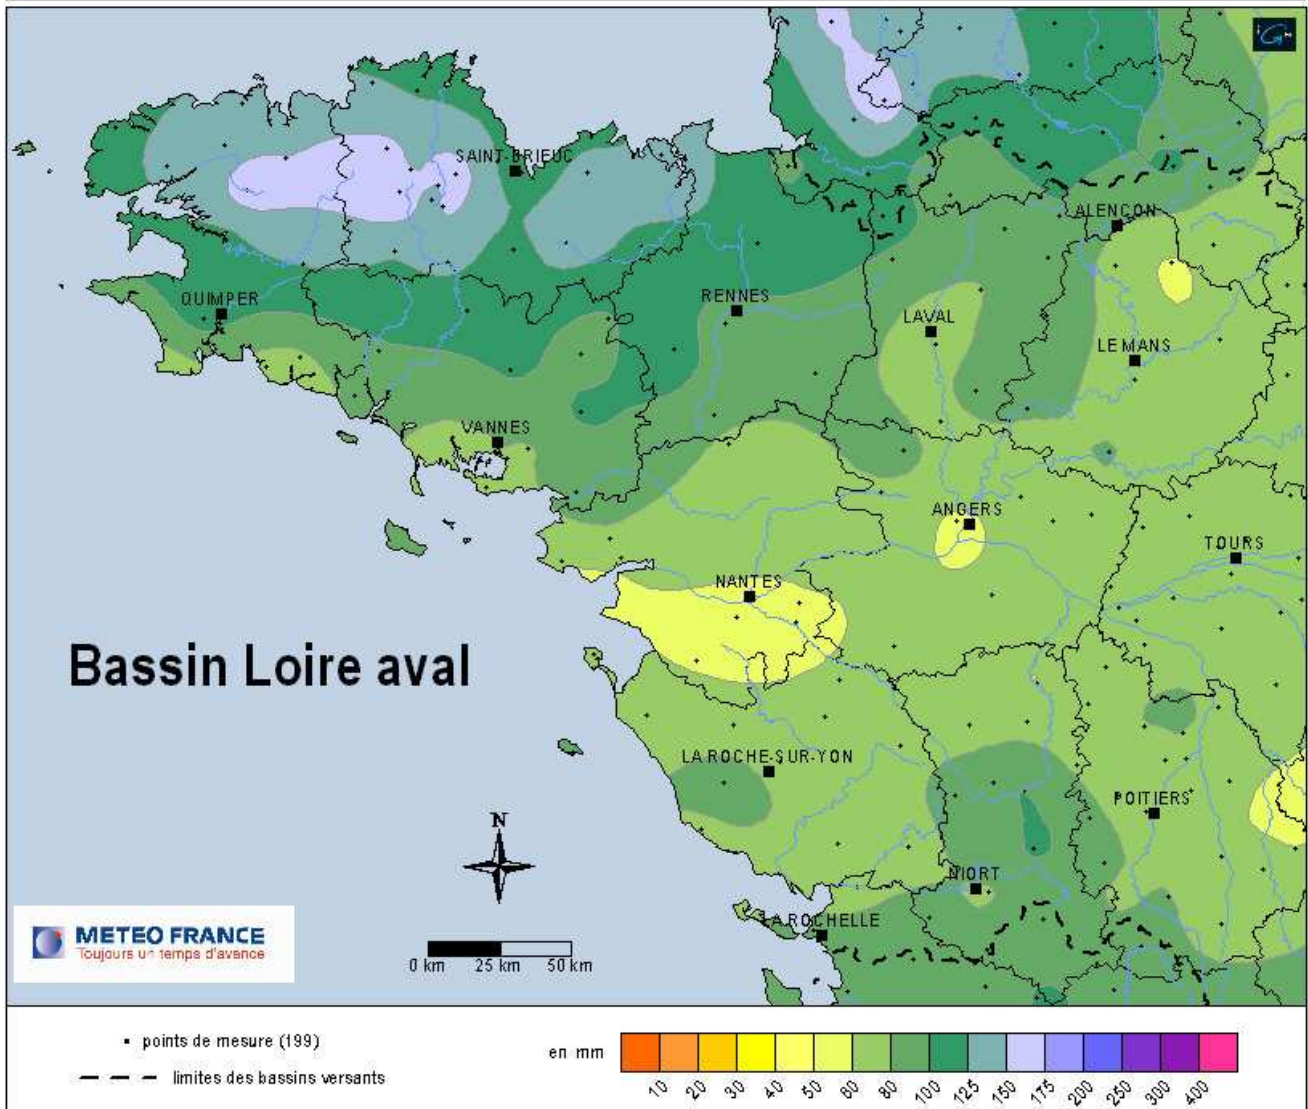 SAINT-BRIEUC
ALENÇON
QUIMPER
RENNES
LAVAL
LE MANS
VANNES
ANGERS
TOURS
NANTES
Bassin Loire aval
LA ROCHE-SUR-YON
POITIERS
N
NIORT
LA ROCHELLE
METEO FRANCE
Toujours un temps d'avance
0 km 25 km 50 km
points de mesure (199)
limites des bassins versants
en mm
10 20 30 40 50 60 80 100 125 150 175 200 250 300 400